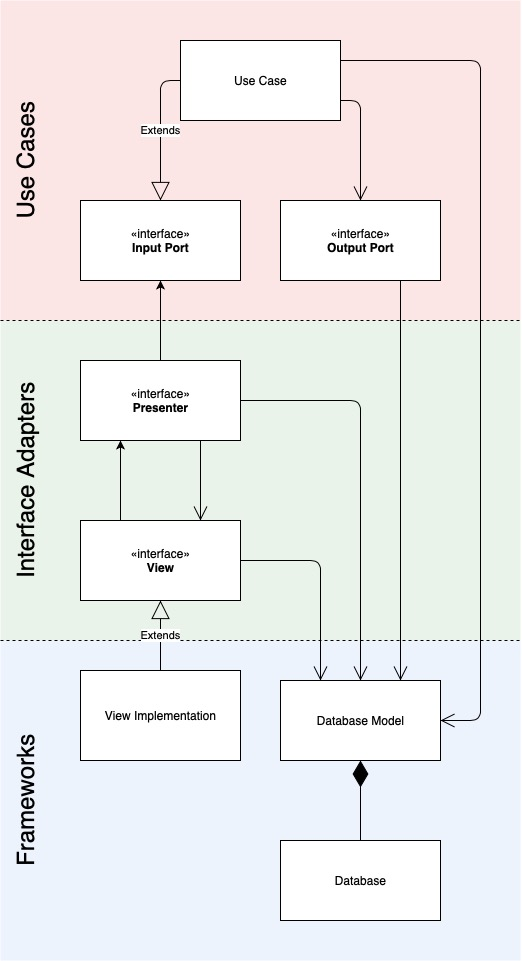 Use Cases
Use Case
Extends
«interface»
Input Port
«interface»
Output Port
Interface Adapters
«interface»
Presenter
«interface»
View
Extends
Frameworks
View Implementation
Database Model
Database